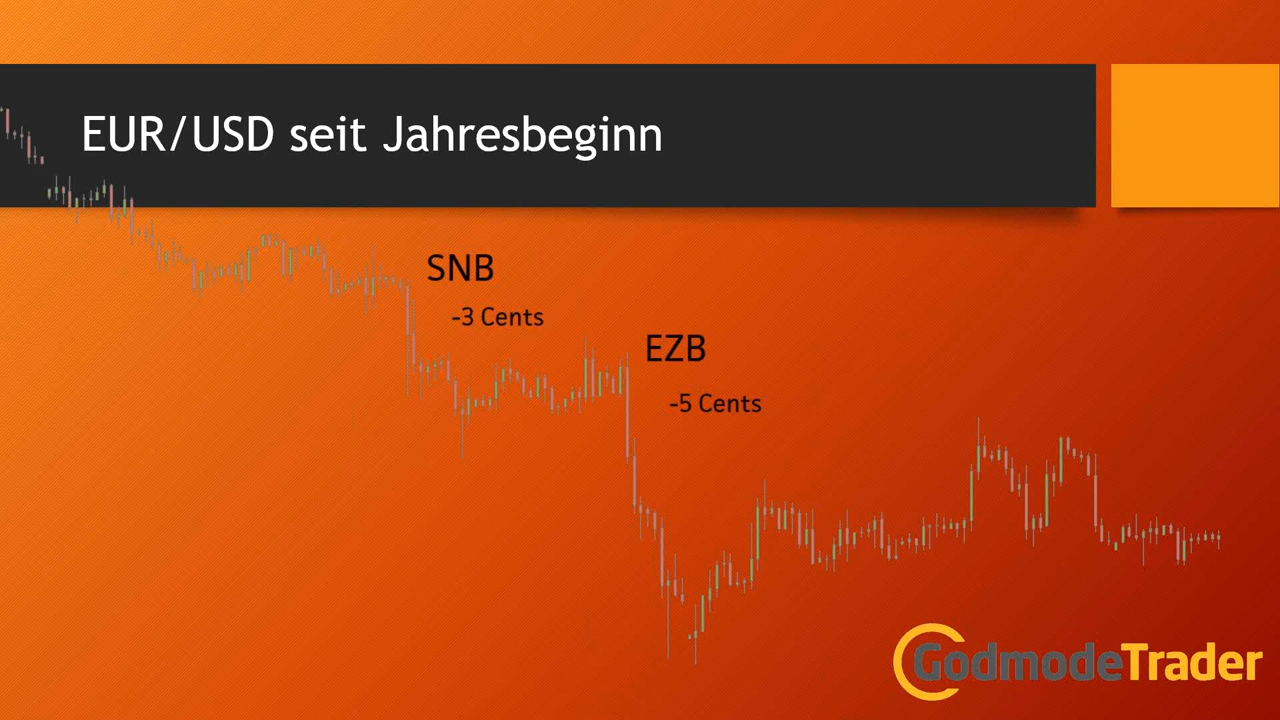 EUR/USD seit Jahresbeginn
SNB
-3 Cents
EZB
-5 Cents
GodmodeTrader